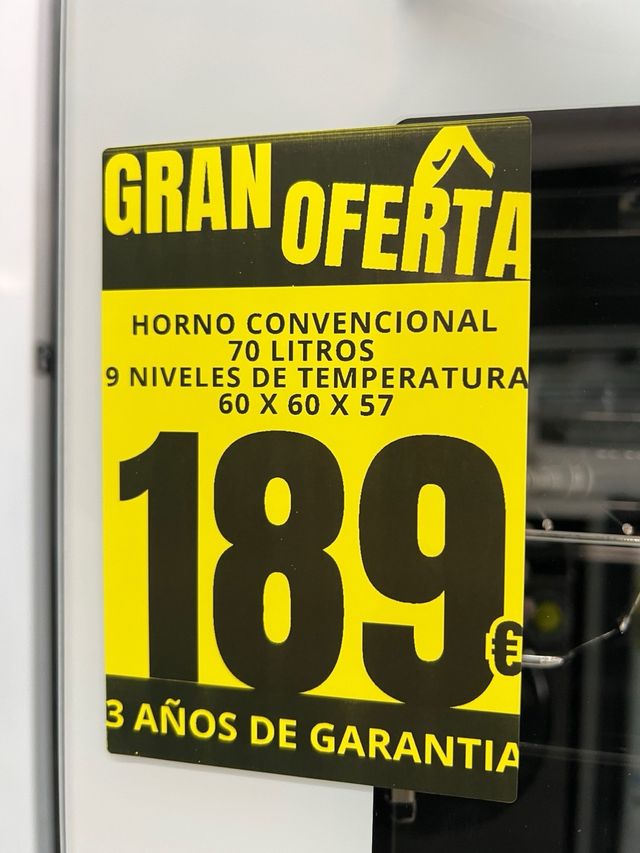 GRAN OFERTA
HORNO CONVENCIONAL
70 LITROS
9 NIVELES DE TEMPERATURA
60 X 60 X 57
189€
3 AÑOS DE GARANTIA